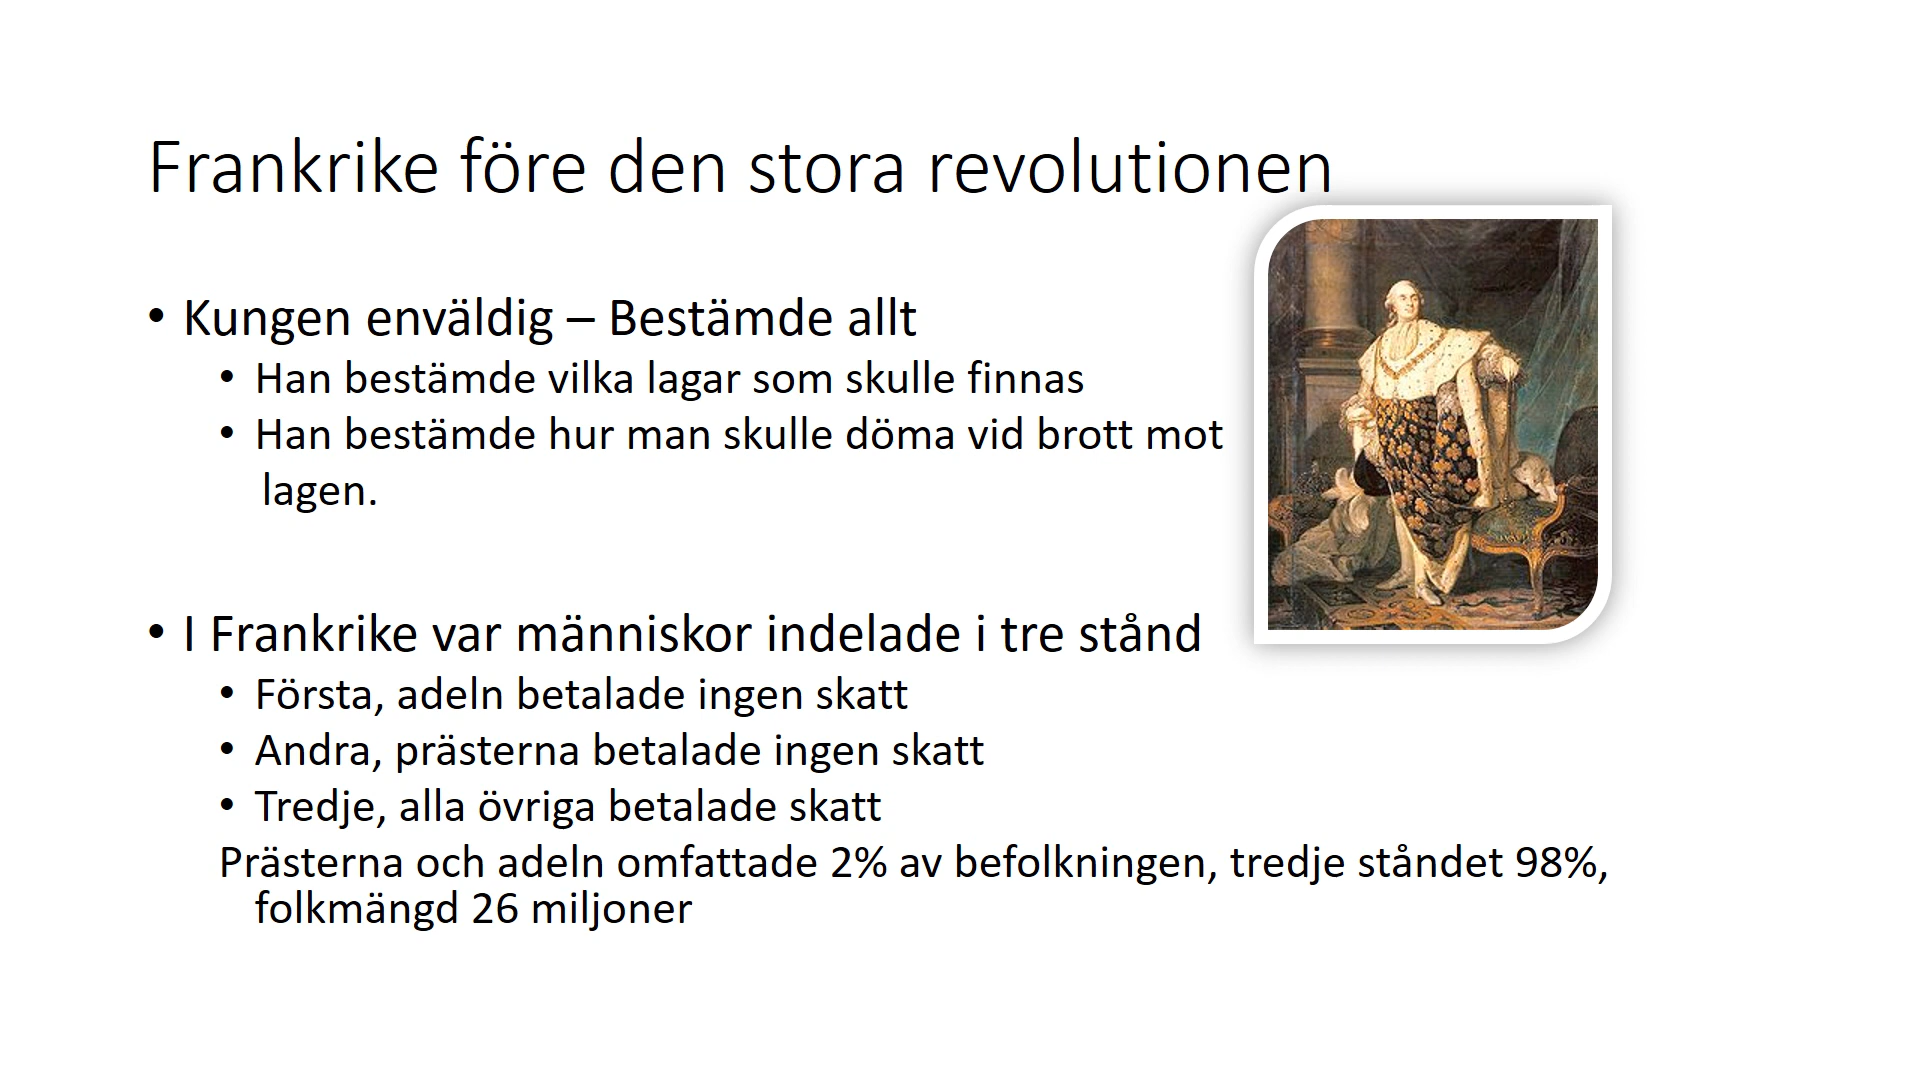 Frankrike före den stora revolutionen
• Kungen enväldig – Bestämde allt
• Han bestämde vilka lagar som skulle finnas
• Han bestämde hur man skulle döma vid brott mot
lagen.
• I Frankrike var människor indelade i tre stånd
• Första, adeln betalade ingen skatt
• Andra, prästerna betalade ingen skatt
• Tredje, alla övriga betalade skatt
Prästerna och adeln omfattade 2% av befolkningen, tredje ståndet 98%,
folkmängd 26 miljoner